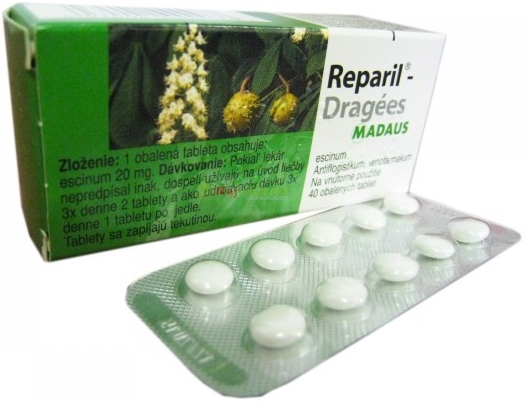 Reparil®-
Dragées
MADAUS
Zloženie: 1 obalená tableta obsahuje:
escinum 20 mg. Dávkovanie: Pokiaľ lekár
nepredpísal inak, dospelí užívajú na úvod liečby
3x denne 2 tablety a ako udržovaciu dávku 3x
denne 1 tabletu po jedle.
Tablety sa zapíjajú tekutinou.
escinum
Antiflogistikum, venofarmakum
Na vnútorné použitie
40 obalených tabliet